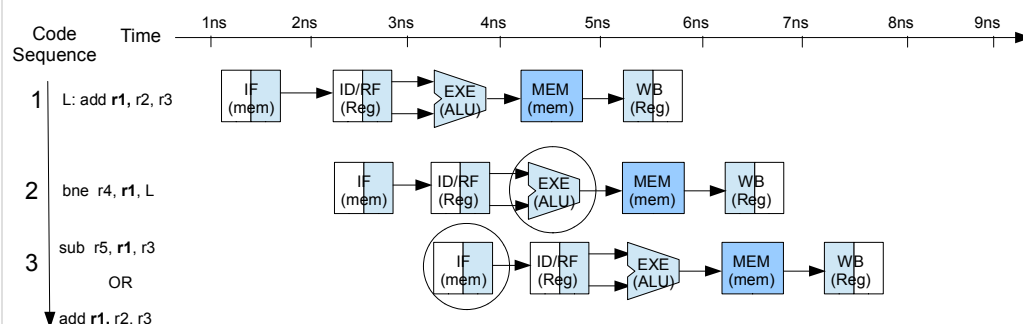 Code
Sequence
Time
1ns 2ns 3ns 4ns 5ns 6ns 7ns 8ns 9ns
1 L: add r1, r2, r3
IF
(mem)
ID/RF
(Reg)
EXE
(ALU)
MEM
(mem)
WB
(Reg)
2 bne r4, r1, L
IF
(mem)
ID/RF
(Reg)
EXE
(ALU)
MEM
(mem)
WB
(Reg)
3
sub r5, r1, r3
OR
add r1, r2, r3
IF
(mem)
ID/RF
(Reg)
EXE
(ALU)
MEM
(mem)
WB
(Reg)